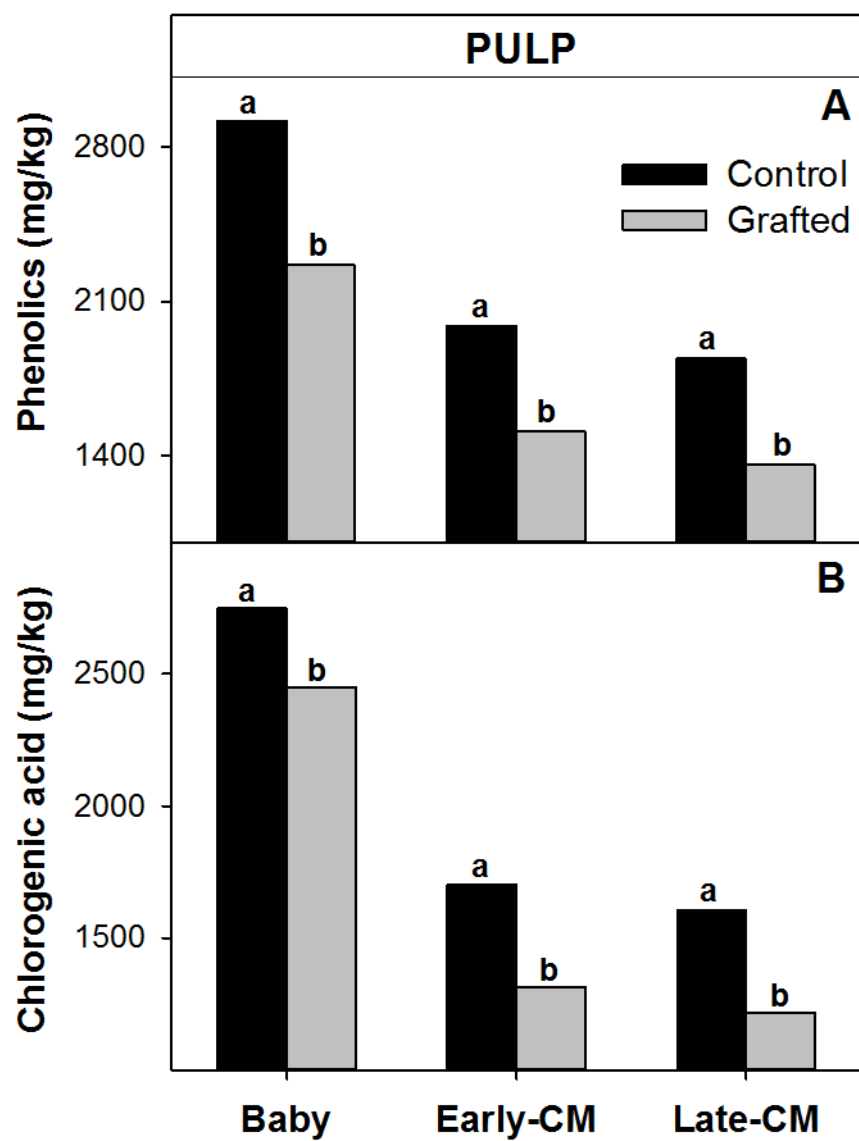 PULP
A
Phenolics (mg/kg)
2800
2100
1400
a
b
a
b
a
b
Control
Grafted
B
Chlorogenic acid (mg/kg)
2500
2000
1500
a
b
a
b
a
b
Baby Early-CM Late-CM